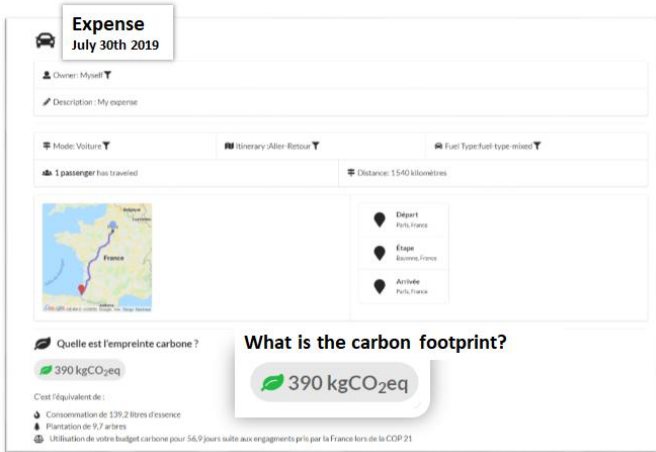 Expense
July 30th 2019
Owner: Myself
Description : My expense
Mode: Voiture
Itinerary :Aller-Retour
Fuel Type:fuel-type-mixed
1 passenger has traveled
Distance: 1540 kilomètres
France
Départ
Paris, France
Étape
Bayonne, France
Arrivée
Paris, France
Quelle est l'empreinte carbone ?
390 kgCO₂eq
What is the carbon footprint?
390 kgCO₂eq
C'est l'équivalent de :
Consommation de 139,2 litres d'essence
Plantation de 9,7 arbres
Utilisation de votre budget carbone pour 56,9 jours suite aux engagments pris par la France lors de la COP 21